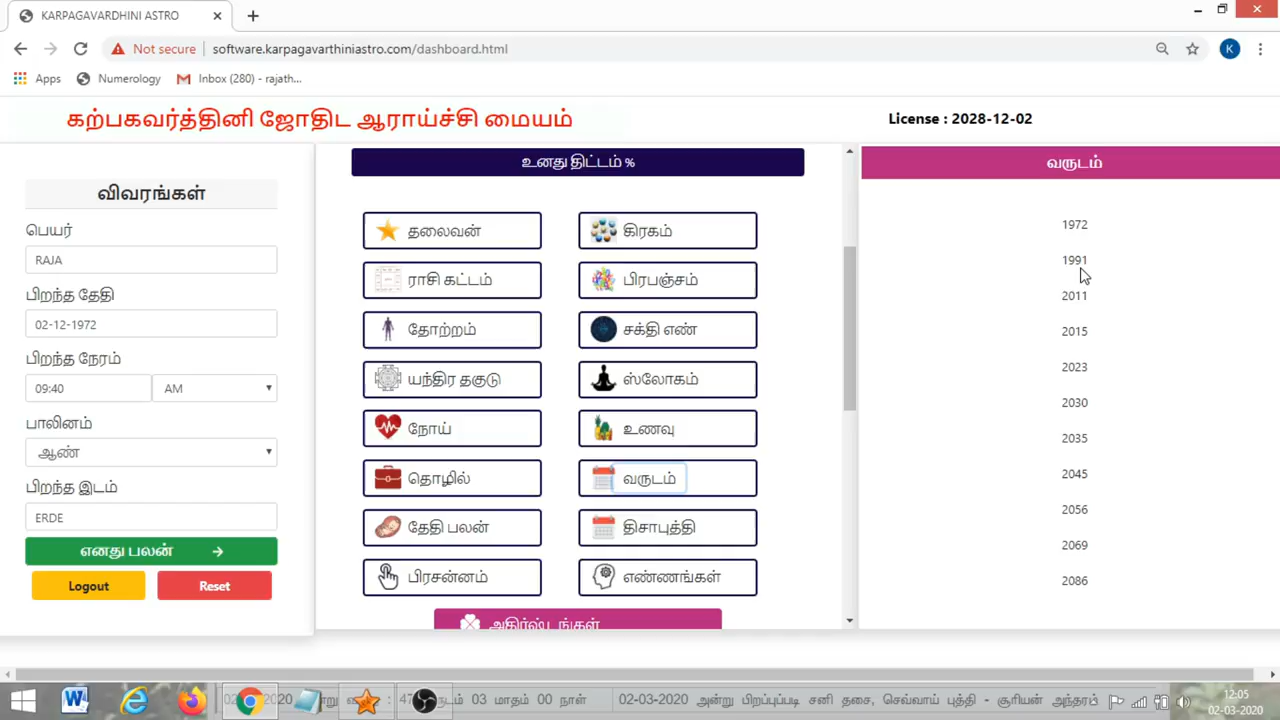 KARPAGAVARDHINI ASTRO
Not secure
software.karpagavarthiniastro.com/dashboard.html
K
Apps
Numerology
Inbox (280) - rajath...
கற்பகவர்த்தினி ஜோதிட ஆராய்ச்சி மையம்
License : 2028-12-02
விவரங்கள்
பெயர்
RAJA
பிறந்த தேதி
02-12-1972
பிறந்த நேரம்
09:40
AM
பாலினம்
ஆண்
பிறந்த இடம்
ERDE
எனது பலன்
Logout
Reset
உனது திட்டம் %
தலைவன்
கிரகம்
ராசி கட்டம்
பிரபஞ்சம்
தோற்றம்
சக்தி எண்
யந்திர தகுடு
ஸ்லோகம்
நோய்
உணவு
தொழில்
வருடம்
தேதி பலன்
திசாபுத்தி
பிரசன்னம்
எண்ணங்கள்
அதிர்ஷ்டங்கள்
வருடம்
1972
1991
2011
2015
2023
2030
2035
2045
2056
2069
2086
03 மாதம் 00 நாள்
02-03-2020 அன்று பிறப்புப்படி சனி தசை, செவ்வாய் புத்தி - சூரியன் அந்தரம்
12:05
02-03-2020